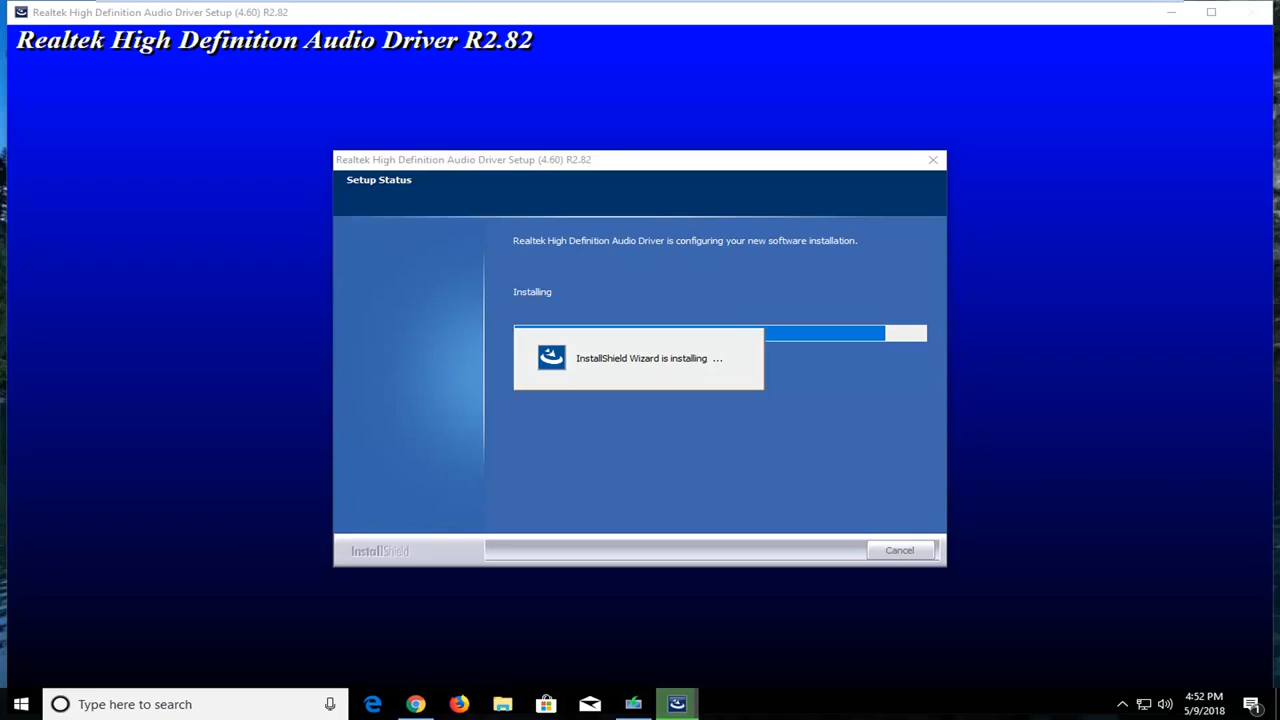 Realtek High Definition Audio Driver Setup (4.60) R2.82
Realtek High Definition Audio Driver R2.82
Realtek High Definition Audio Driver Setup (4.60) R2.82
Setup Status
Realtek High Definition Audio Driver is configuring your new software installation.
Installing
InstallShield Wizard is installing ...
InstallShield
Cancel
Type here to search
4:52 PM
5/9/2018
1